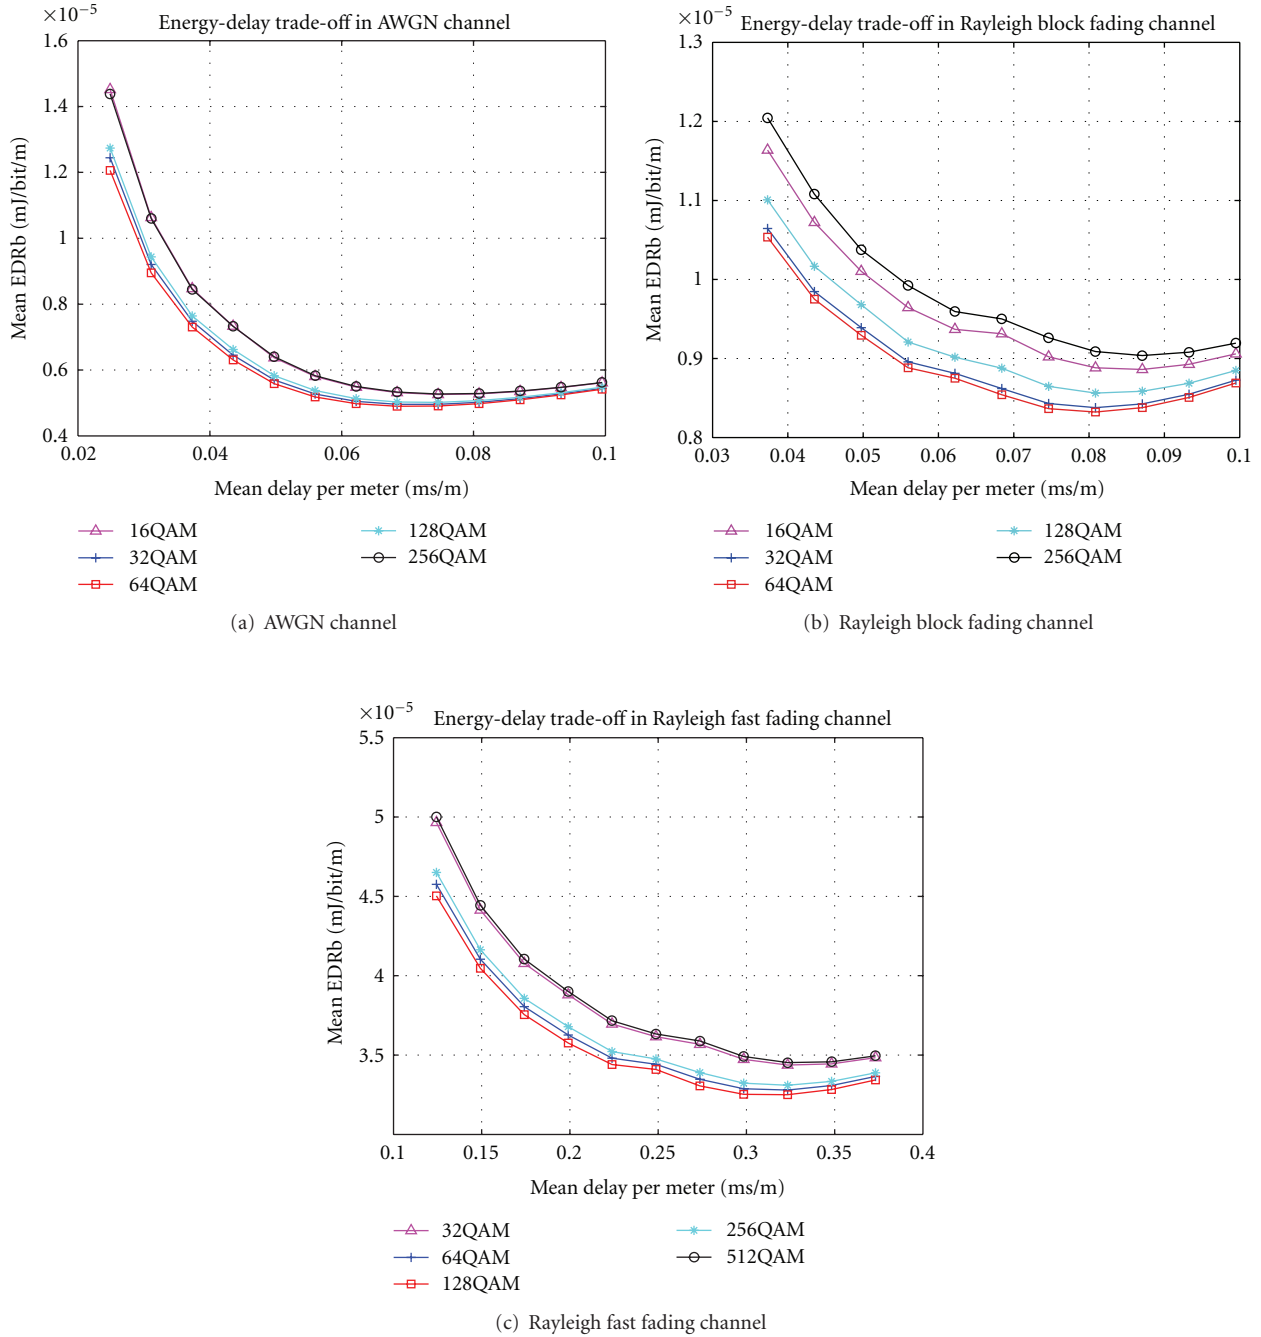 ×10−5
Energy-delay trade-off in AWGN channel
1.6
1.4
1.2
1
0.8
0.6
0.4
Mean EDRb (mJ/bit/m)
0.02 0.04 0.06 0.08 0.1
Mean delay per meter (ms/m)
16QAM
32QAM
64QAM
128QAM
256QAM
(a) AWGN channel
×10−5
Energy-delay trade-off in Rayleigh block fading channel
1.3
1.2
1.1
1
0.9
0.8
Mean EDRb (mJ/bit/m)
0.03 0.04 0.05 0.06 0.07 0.08 0.09 0.1
Mean delay per meter (ms/m)
16QAM
32QAM
64QAM
128QAM
256QAM
(b) Rayleigh block fading channel
×10−5
Energy-delay trade-off in Rayleigh fast fading channel
5.5
5
4.5
4
3.5
Mean EDRb (mJ/bit/m)
0.1 0.15 0.2 0.25 0.3 0.35 0.4
Mean delay per meter (ms/m)
32QAM
64QAM
128QAM
256QAM
512QAM
(c) Rayleigh fast fading channel